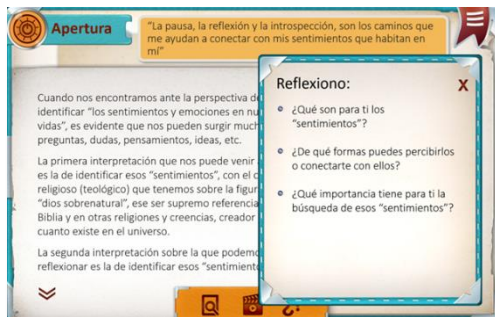 Apertura
“La pausa, la reflexión y la introspección, son los caminos que
me ayudan a conectar con mis sentimientos que habitan en
mí”
Cuando nos encontramos ante la perspectiva de
identificar “los sentimientos y emociones en
vidas”, es evidente que nos pueden surgir
preguntas, dudas, pensamientos, ideas, etc.
La primera interpretación que nos puede venir
es la de identificar esos “sentimientos”, con el
religioso (teológico) que tenemos sobre la
“dios sobrenatural”, ese ser supremo
Biblia y en otras religiones y creencias, creador
cuanto existe en el universo.
La segunda interpretación sobre la que
reflexionar es la de identificar esos
Reflexiono:
X
¿Qué son para ti los
“sentimientos”?
¿De qué formas puedes percibirlos
o conectarte con ellos?
¿Qué importancia tiene para ti la
búsqueda de esos “sentimientos”?